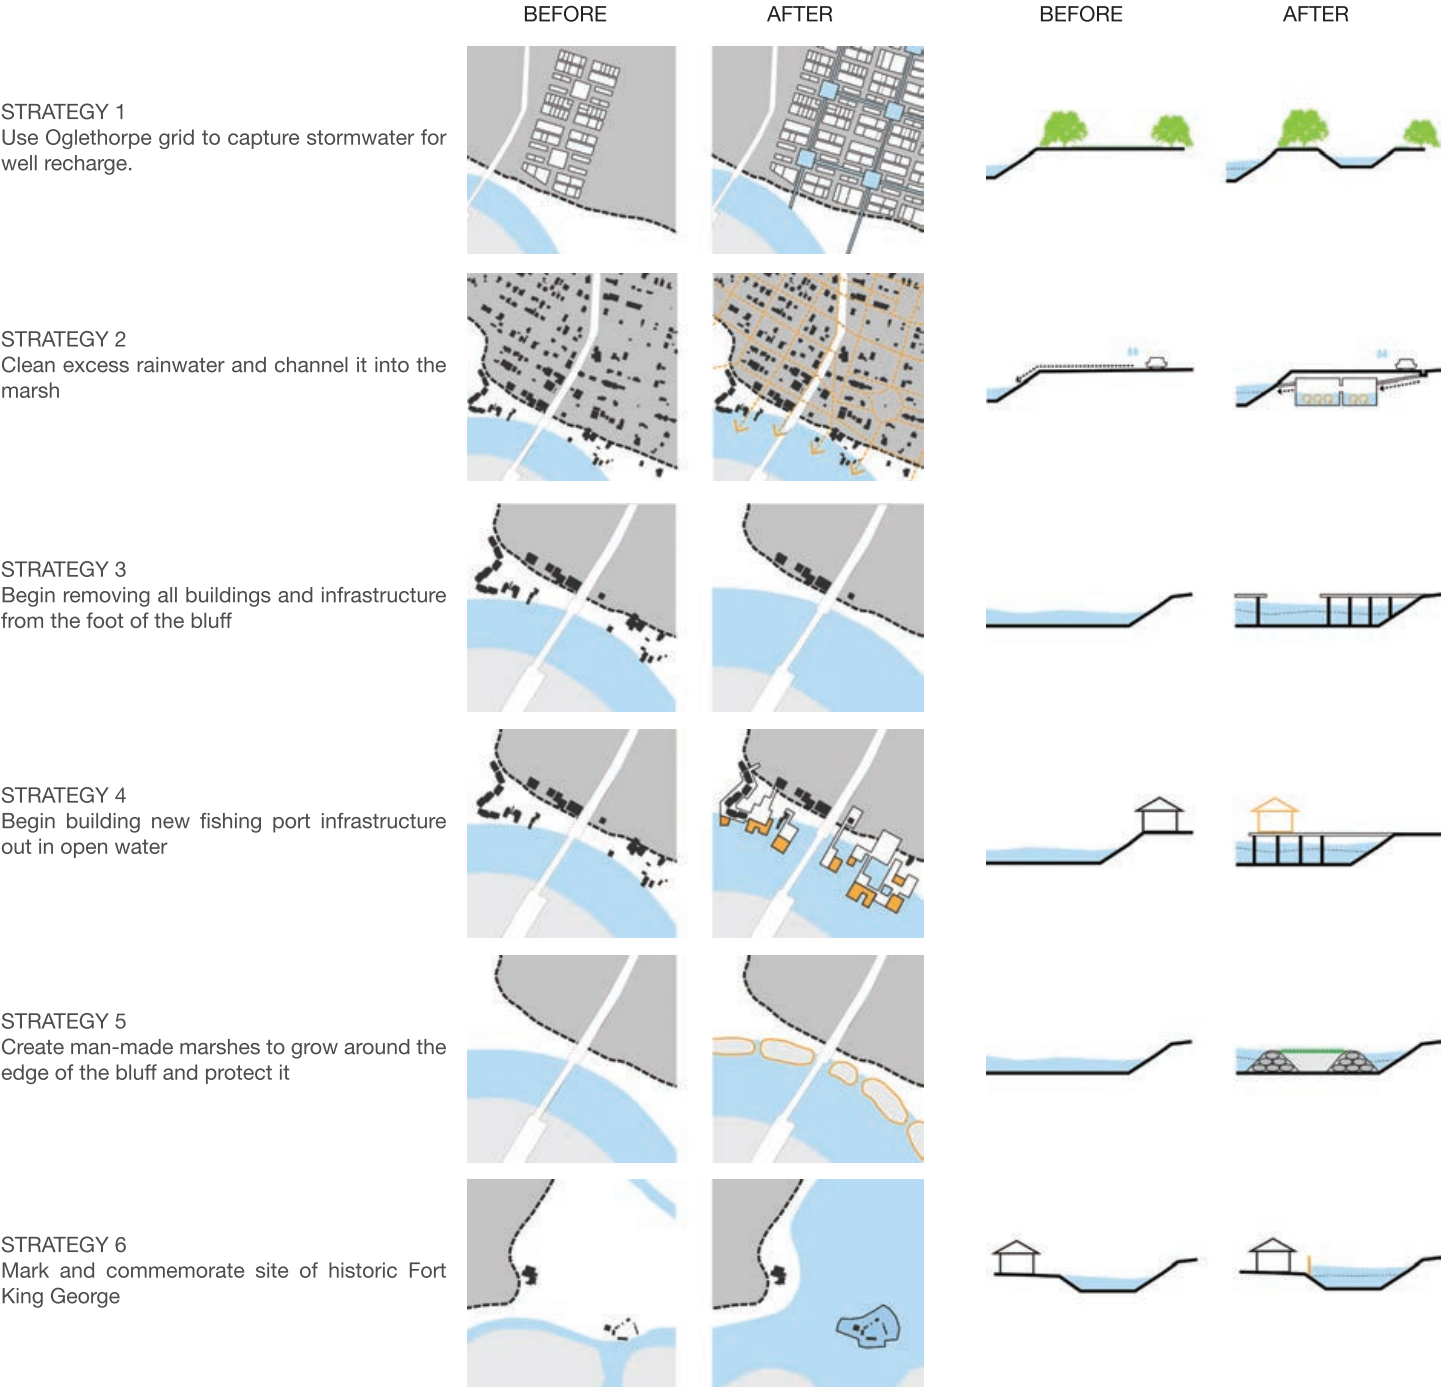 BEFORE AFTER BEFORE AFTER
STRATEGY 1
Use Oglethorpe grid to capture stormwater for
well recharge.
STRATEGY 2
Clean excess rainwater and channel it into the
marsh
STRATEGY 3
Begin removing all buildings and infrastructure
from the foot of the bluff
STRATEGY 4
Begin building new fishing port infrastructure
out in open water
STRATEGY 5
Create man-made marshes to grow around the
edge of the bluff and protect it
STRATEGY 6
Mark and commemorate site of historic Fort
King George